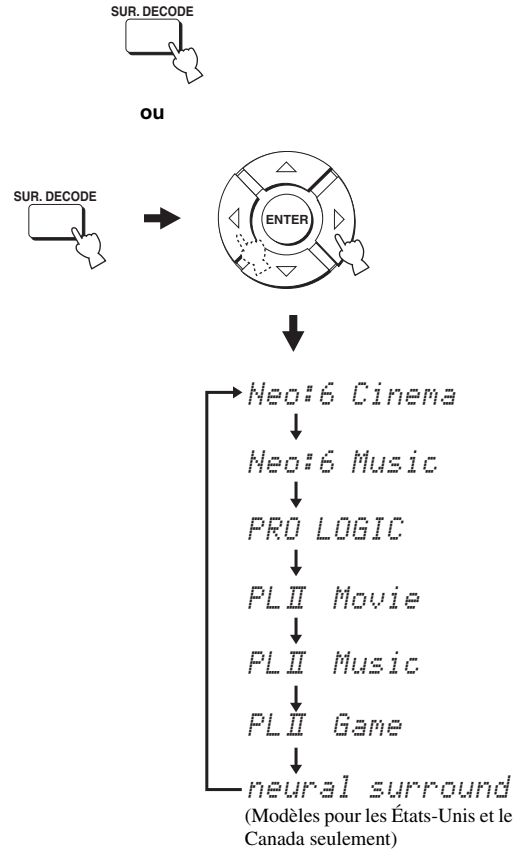 SUR. DECODE
ou
SUR. DECODE
ENTER
Neo:6 Cinema
Neo:6 Music
PRO LOGIC
PLⅡ Movie
PLⅡ Music
PLⅡ Game
neural surround
(Modèles pour les États-Unis et le
Canada seulement)